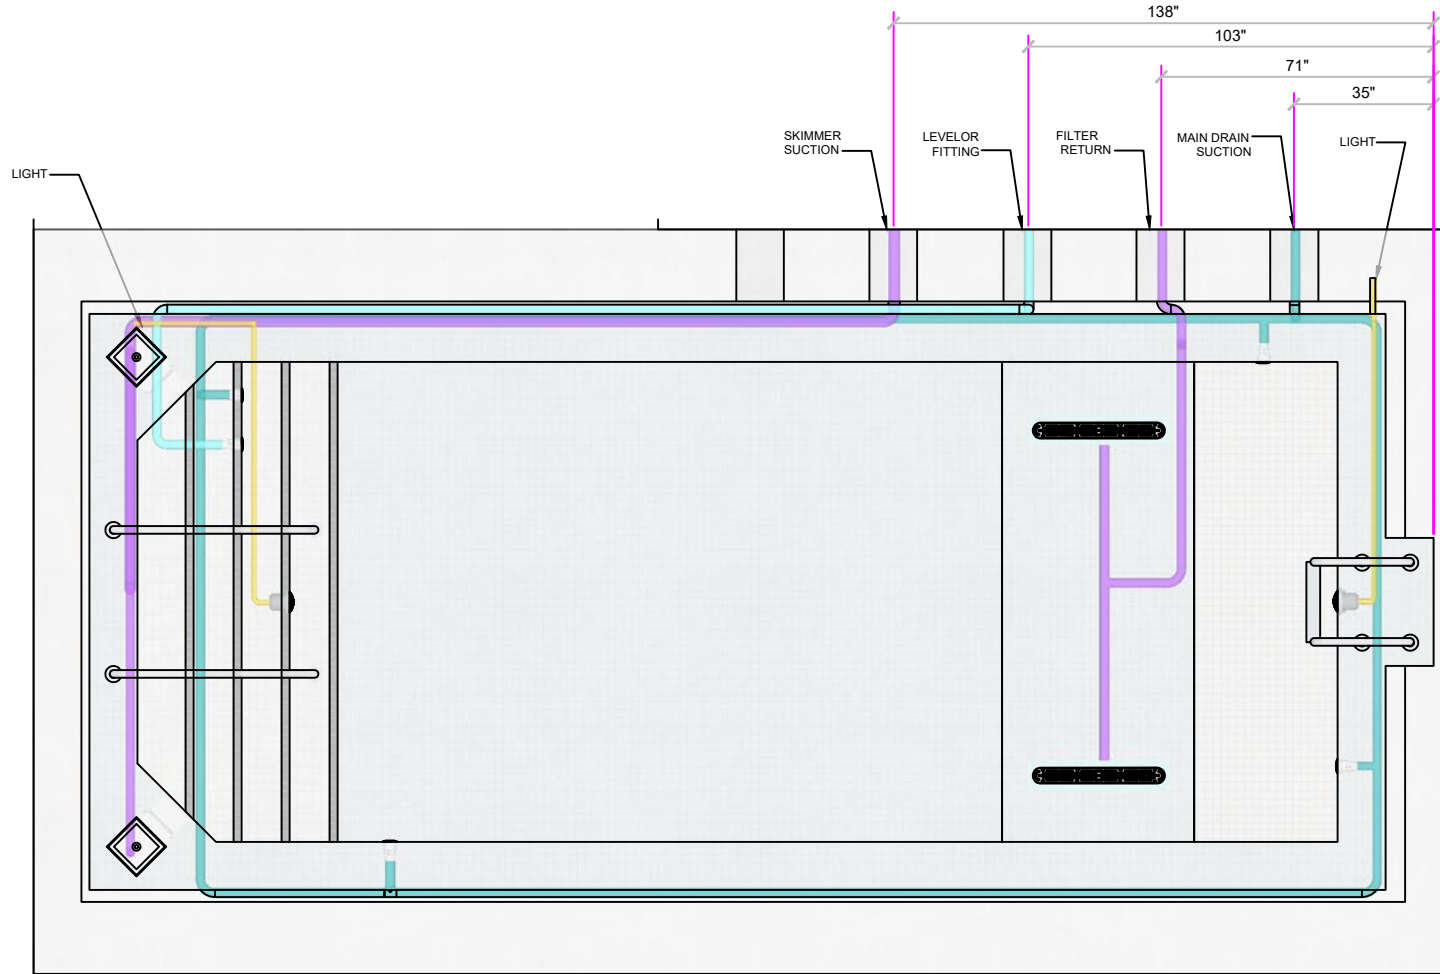 138"
103"
71"
35"
SKIMMER
SUCTION
LEVELOR
FITTING
FILTER
RETURN
MAIN DRAIN
SUCTION
LIGHT
LIGHT